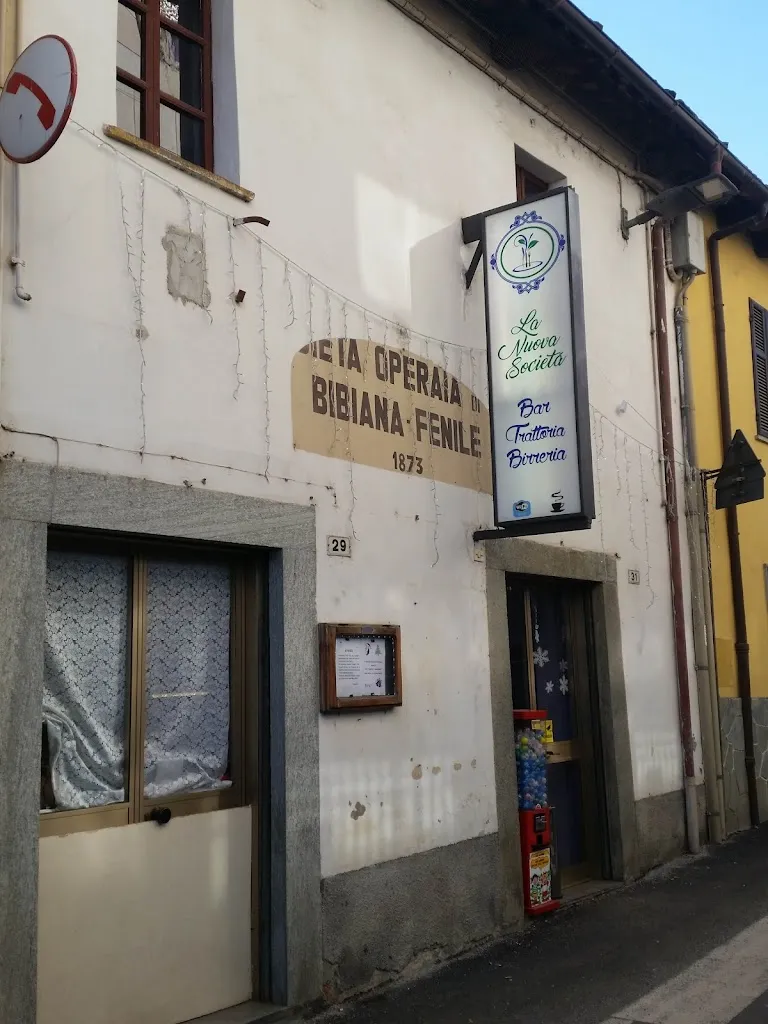 IETA OPERAIA DI
BIBIANA-FENILE
1873
La
Nuova
Società
Bar
Trattoria
Birreria
29
31